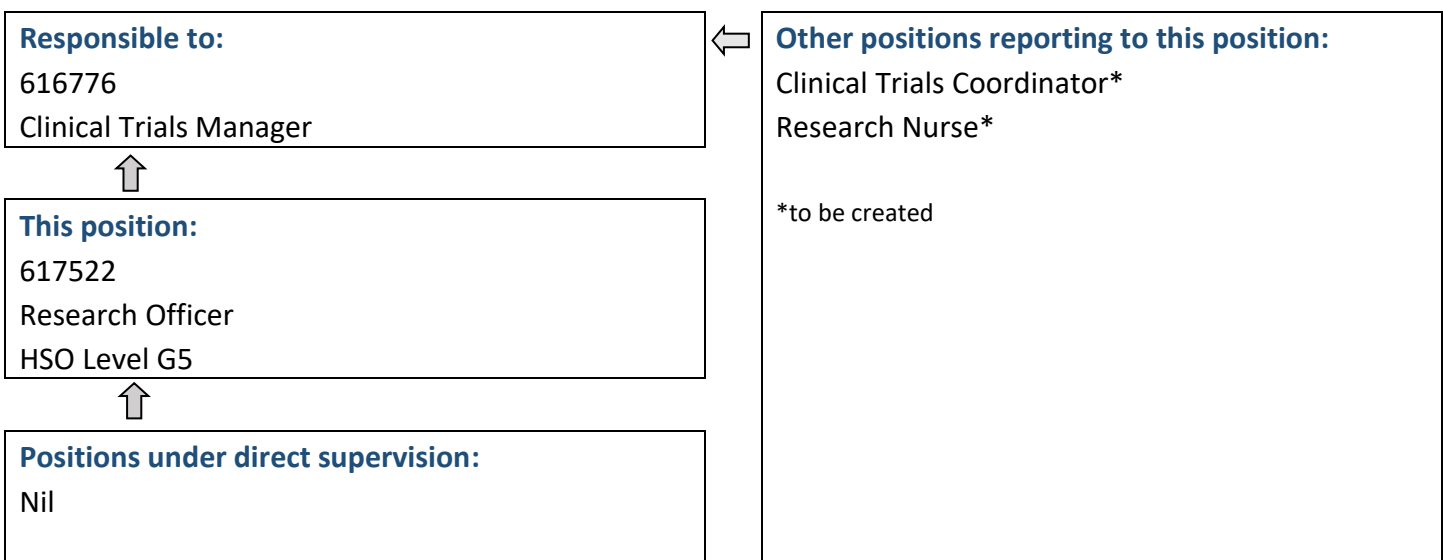 Responsible to:
616776
Clinical Trials Manager
This position:
617522
Research Officer
HSO Level G5
Positions under direct supervision:
Nil
Other positions reporting to this position:
Clinical Trials Coordinator*
Research Nurse*
*to be created